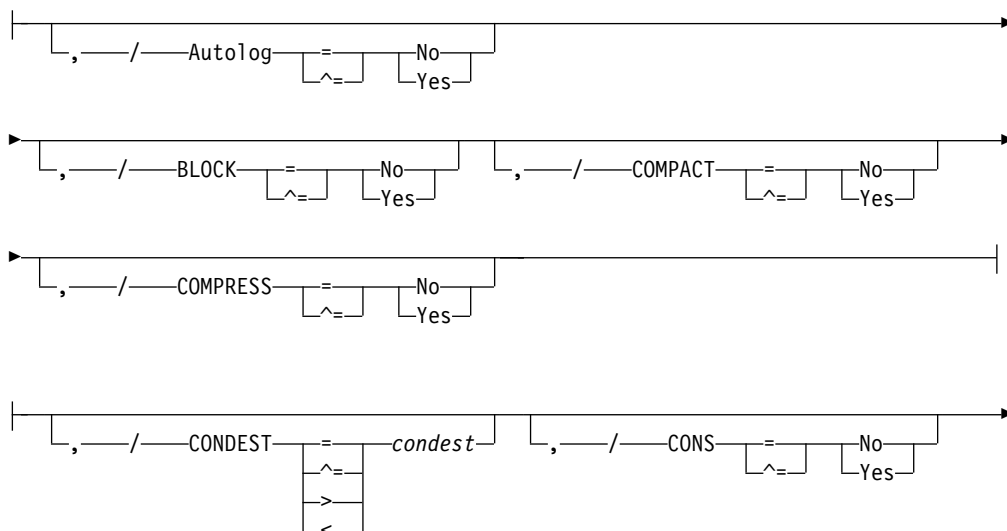 , / Autolog = No
^= Yes
, / BLOCK = No , / COMPACT = No
^= Yes ^= Yes
, / COMPRESS = No
^= Yes
, / CONDEST = condest , / CONS = No
^= ^= Yes
>
<